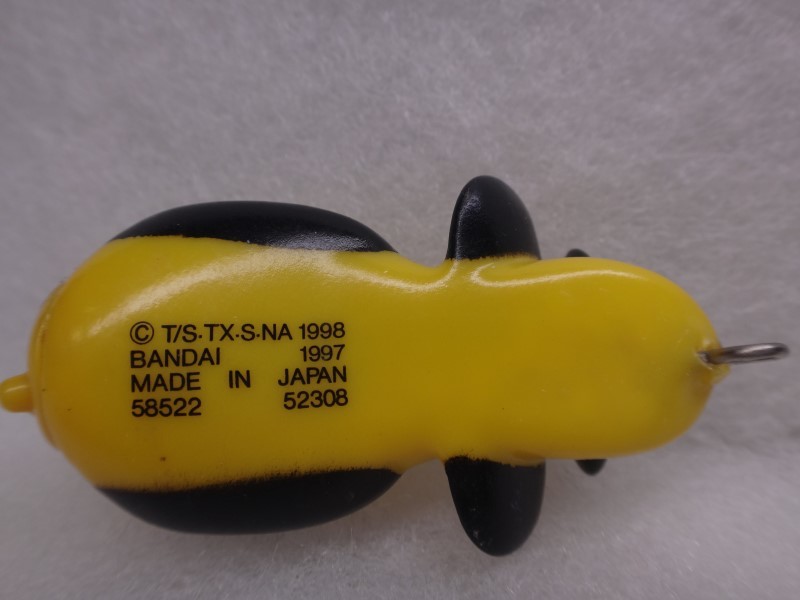 © T/S·TX·S·NA 1998
BANDAI 1997
MADE IN JAPAN
58522 52308